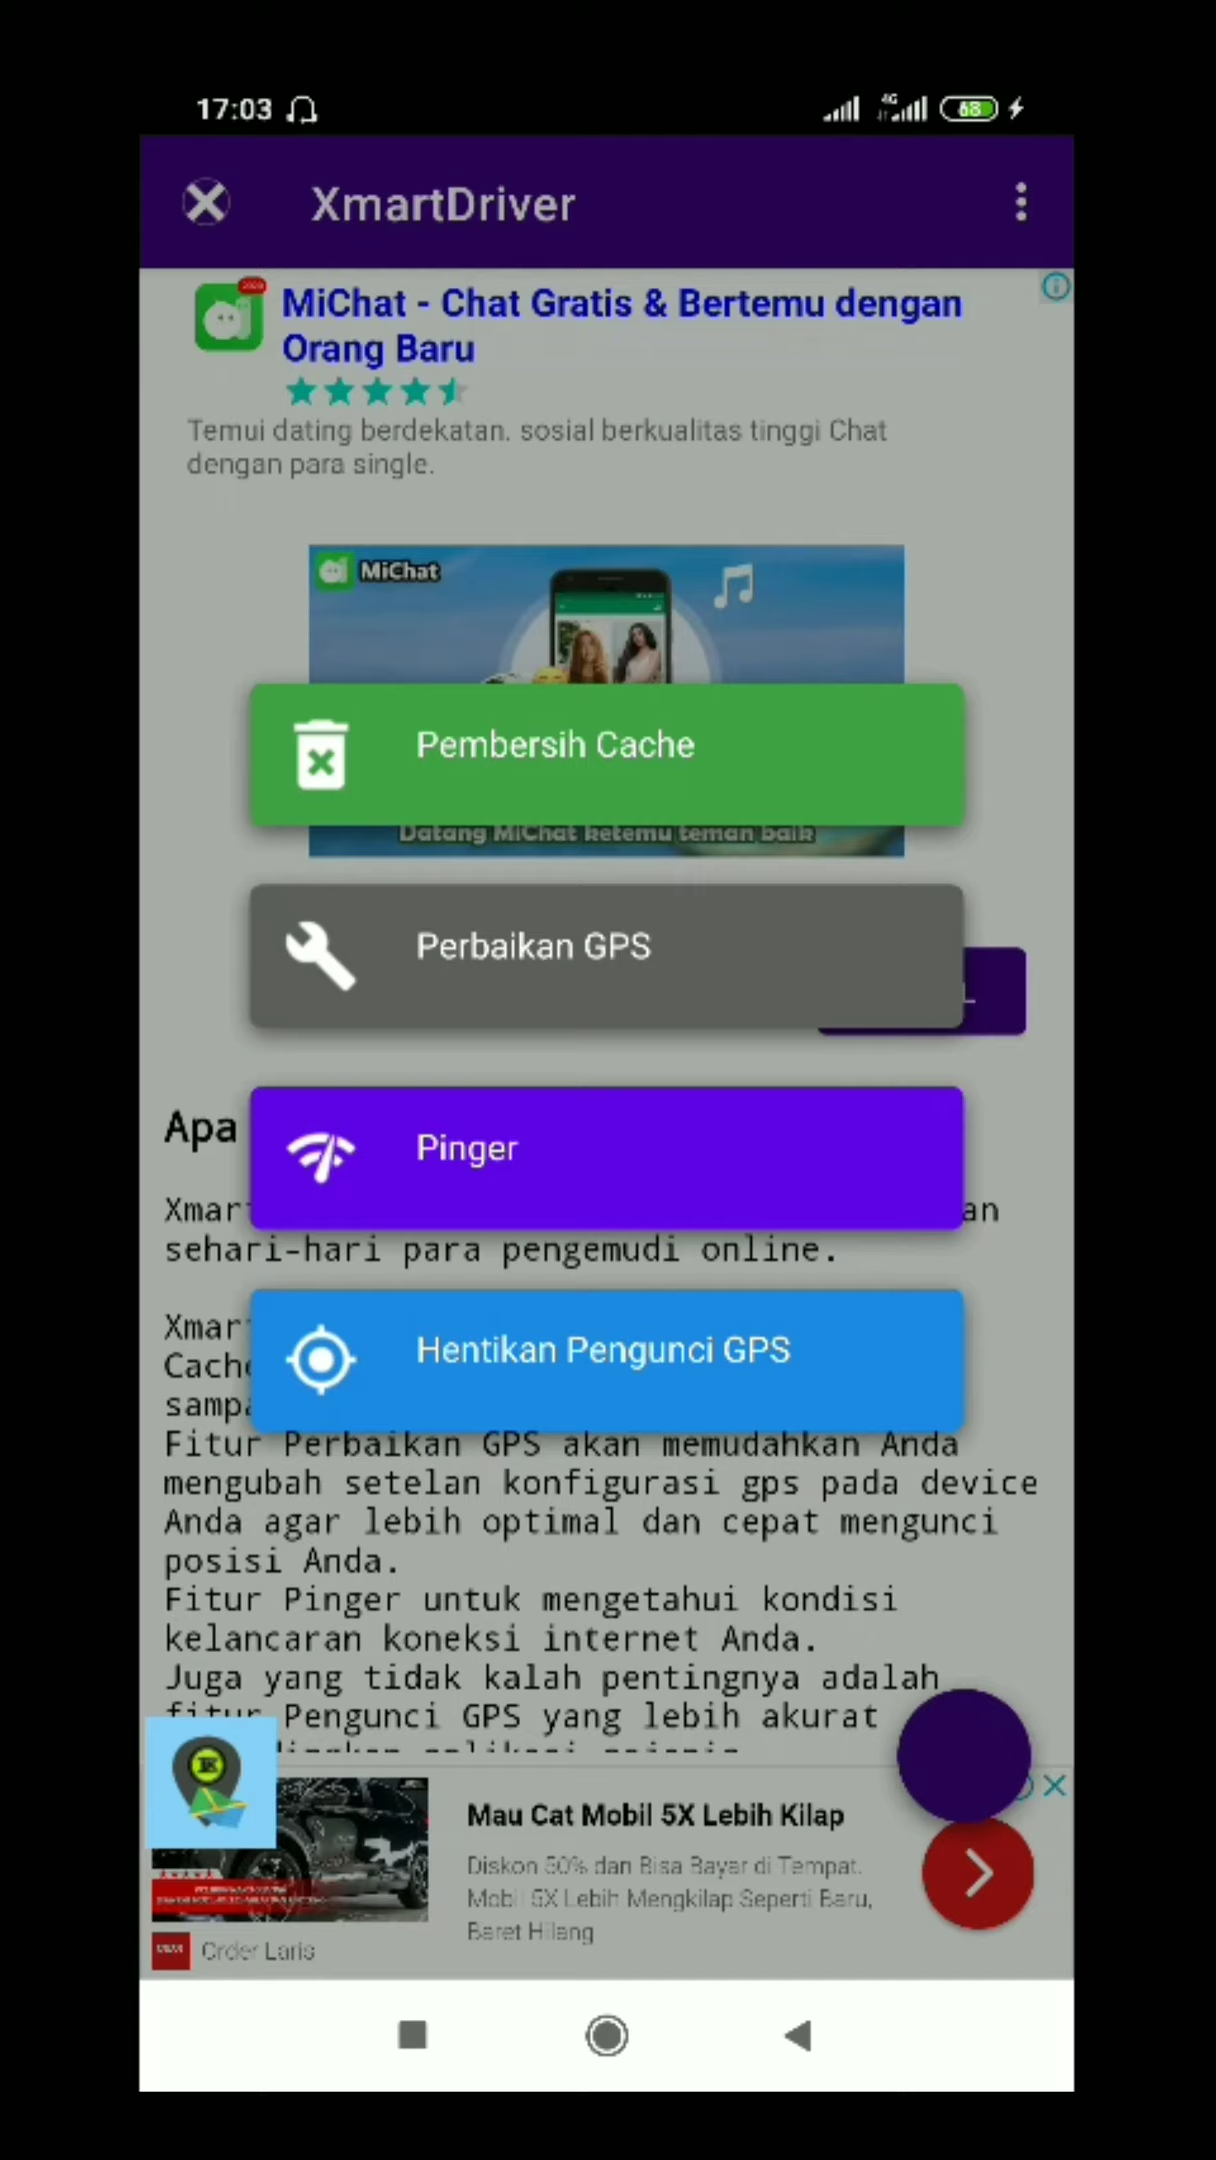 17:03
4G
68
XmartDriver
MiChat - Chat Gratis & Bertemu dengan
Orang Baru
Temui dating berdekatan. sosial berkualitas tinggi Chat
dengan para single.
MiChat
Pembersih Cache
Datang MiChat ketemu teman baik
Perbaikan GPS
Apa
Pinger
sehari-hari para pengemudi online.
Hentikan Pengunci GPS
Fitur Perbaikan GPS akan memudahkan Anda
mengubah setelan konfigurasi gps pada device
Anda agar lebih optimal dan cepat mengunci
posisi Anda.
Fitur Pinger untuk mengetahui kondisi
kelancaran koneksi internet Anda.
Juga yang tidak kalah pentingnya adalah
fitur Pengunci GPS yang lebih akurat
Mau Cat Mobil 5X Lebih Kilap
Diskon 50% dan Bisa Bayar di Tempat.
Mobil 5X Lebih Mengkilap Seperti Baru,
Baret Hilang
Order Laris